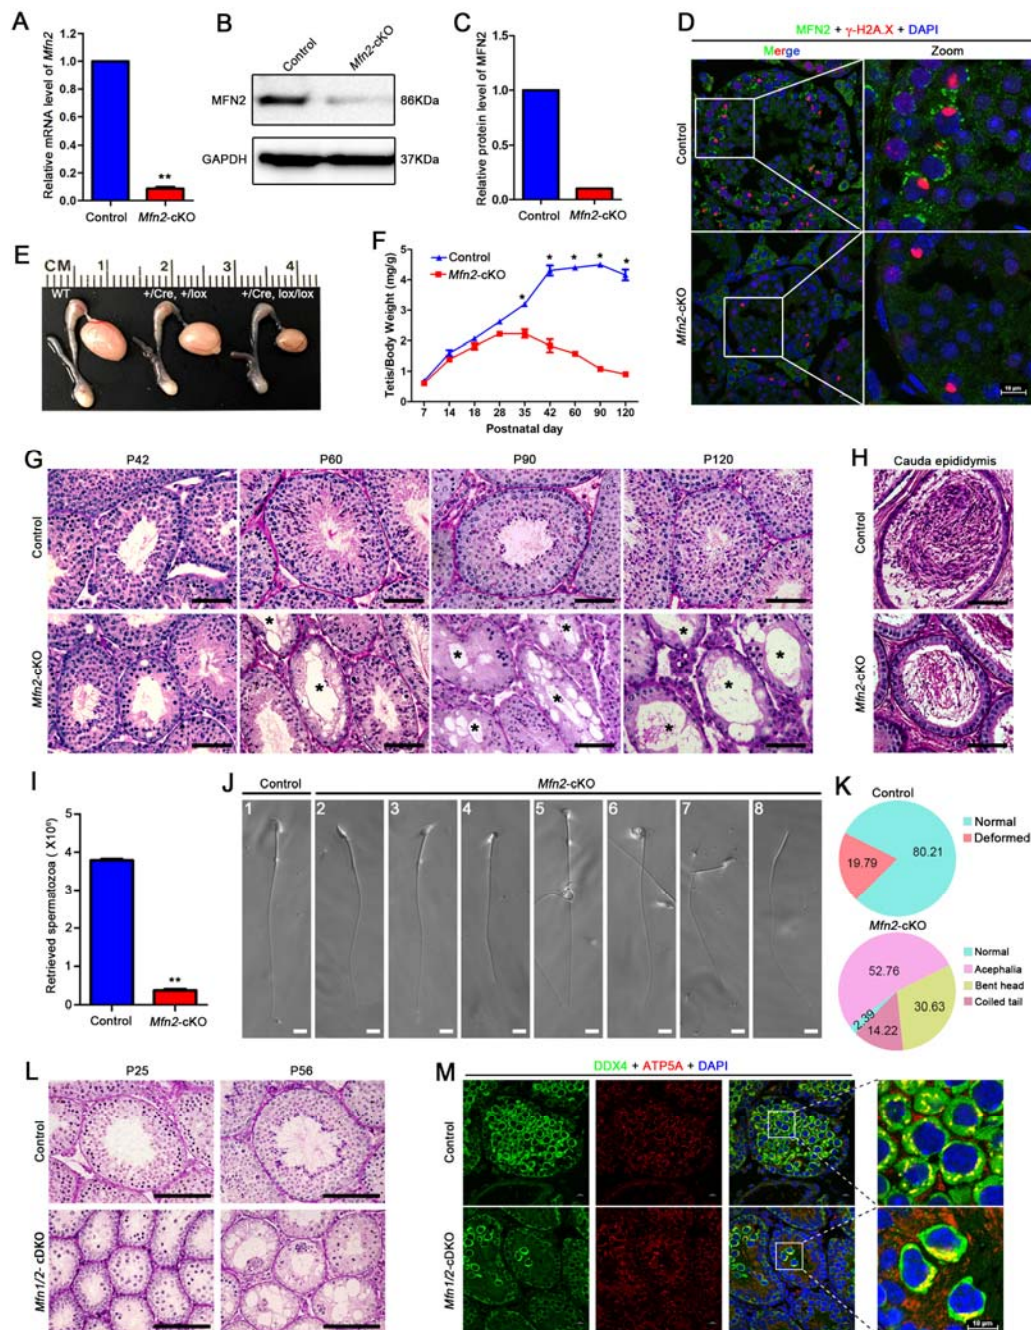 A
Relative mRNA level of Mfn2
1.2
1.0
0.8
0.6
0.4
0.2
0.0
**
Control
Mfn2-cKO
B
Control
Mfn2-cKO
MFN2
86KDa
GAPDH
37KDa
C
Relative protein level of MFN2
1.5
1.0
0.5
0.0
Control
Mfn2-cKO
D
MFN2 + γ-H2A.X + DAPI
Merge
Zoom
Control
Mfn2-cKO
10 μm
E
CM 1 2 3 4
WT
+/Cre, +/lox
+/Cre, lox/lox
F
Control
Mfn2-cKO
Tetis/Body Weight (mg/g)
5
4
3
2
1
0
* * * * *
7 14 18 28 35 42 60 90 120
Postnatal day
G
P42
P60
P90
P120
Control
Mfn2-cKO
* * * * * * * * *
H
Cauda epididymis
Control
Mfn2-cKO
I
Retrieved spermatozoa ( X10⁶)
5
4
3
2
1
0
**
Control
Mfn2-cKO
J
Control
Mfn2-cKO
1 2 3 4 5 6 7 8
K
Control
80.21
19.79
Normal
Deformed
Mfn2-cKO
52.76
30.63
14.22
2.39
Normal
Acephalia
Bent head
Coiled tail
L
P25
P56
Control
Mfn1/2- cDKO
M
DDX4 + ATP5A + DAPI
Control
Mfn1/2-cDKO
10 μm